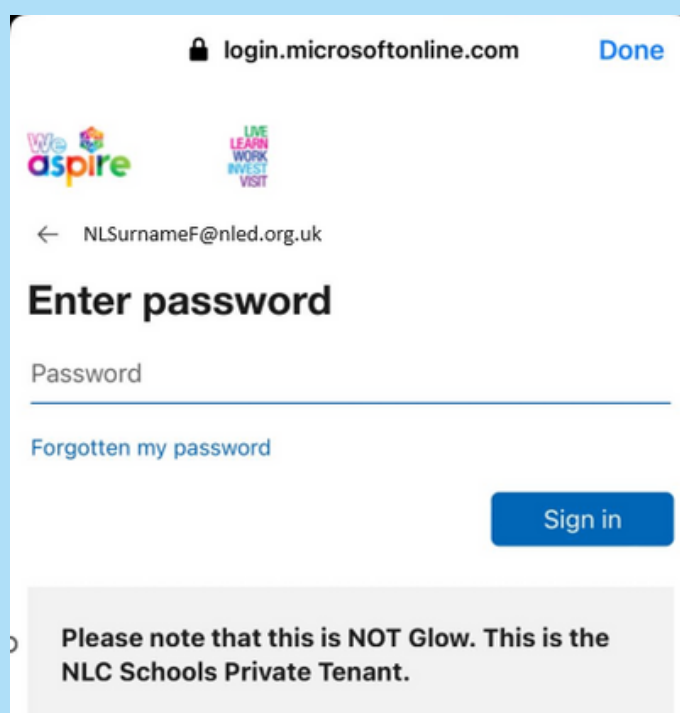 login.microsoftonline.com Done
We
aspire
LIVE
LEARN
WORK
INVEST
VISIT
NLSurnameF@nled.org.uk
Enter password
Password
Forgotten my password
Sign in
Please note that this is NOT Glow. This is the
NLC Schools Private Tenant.